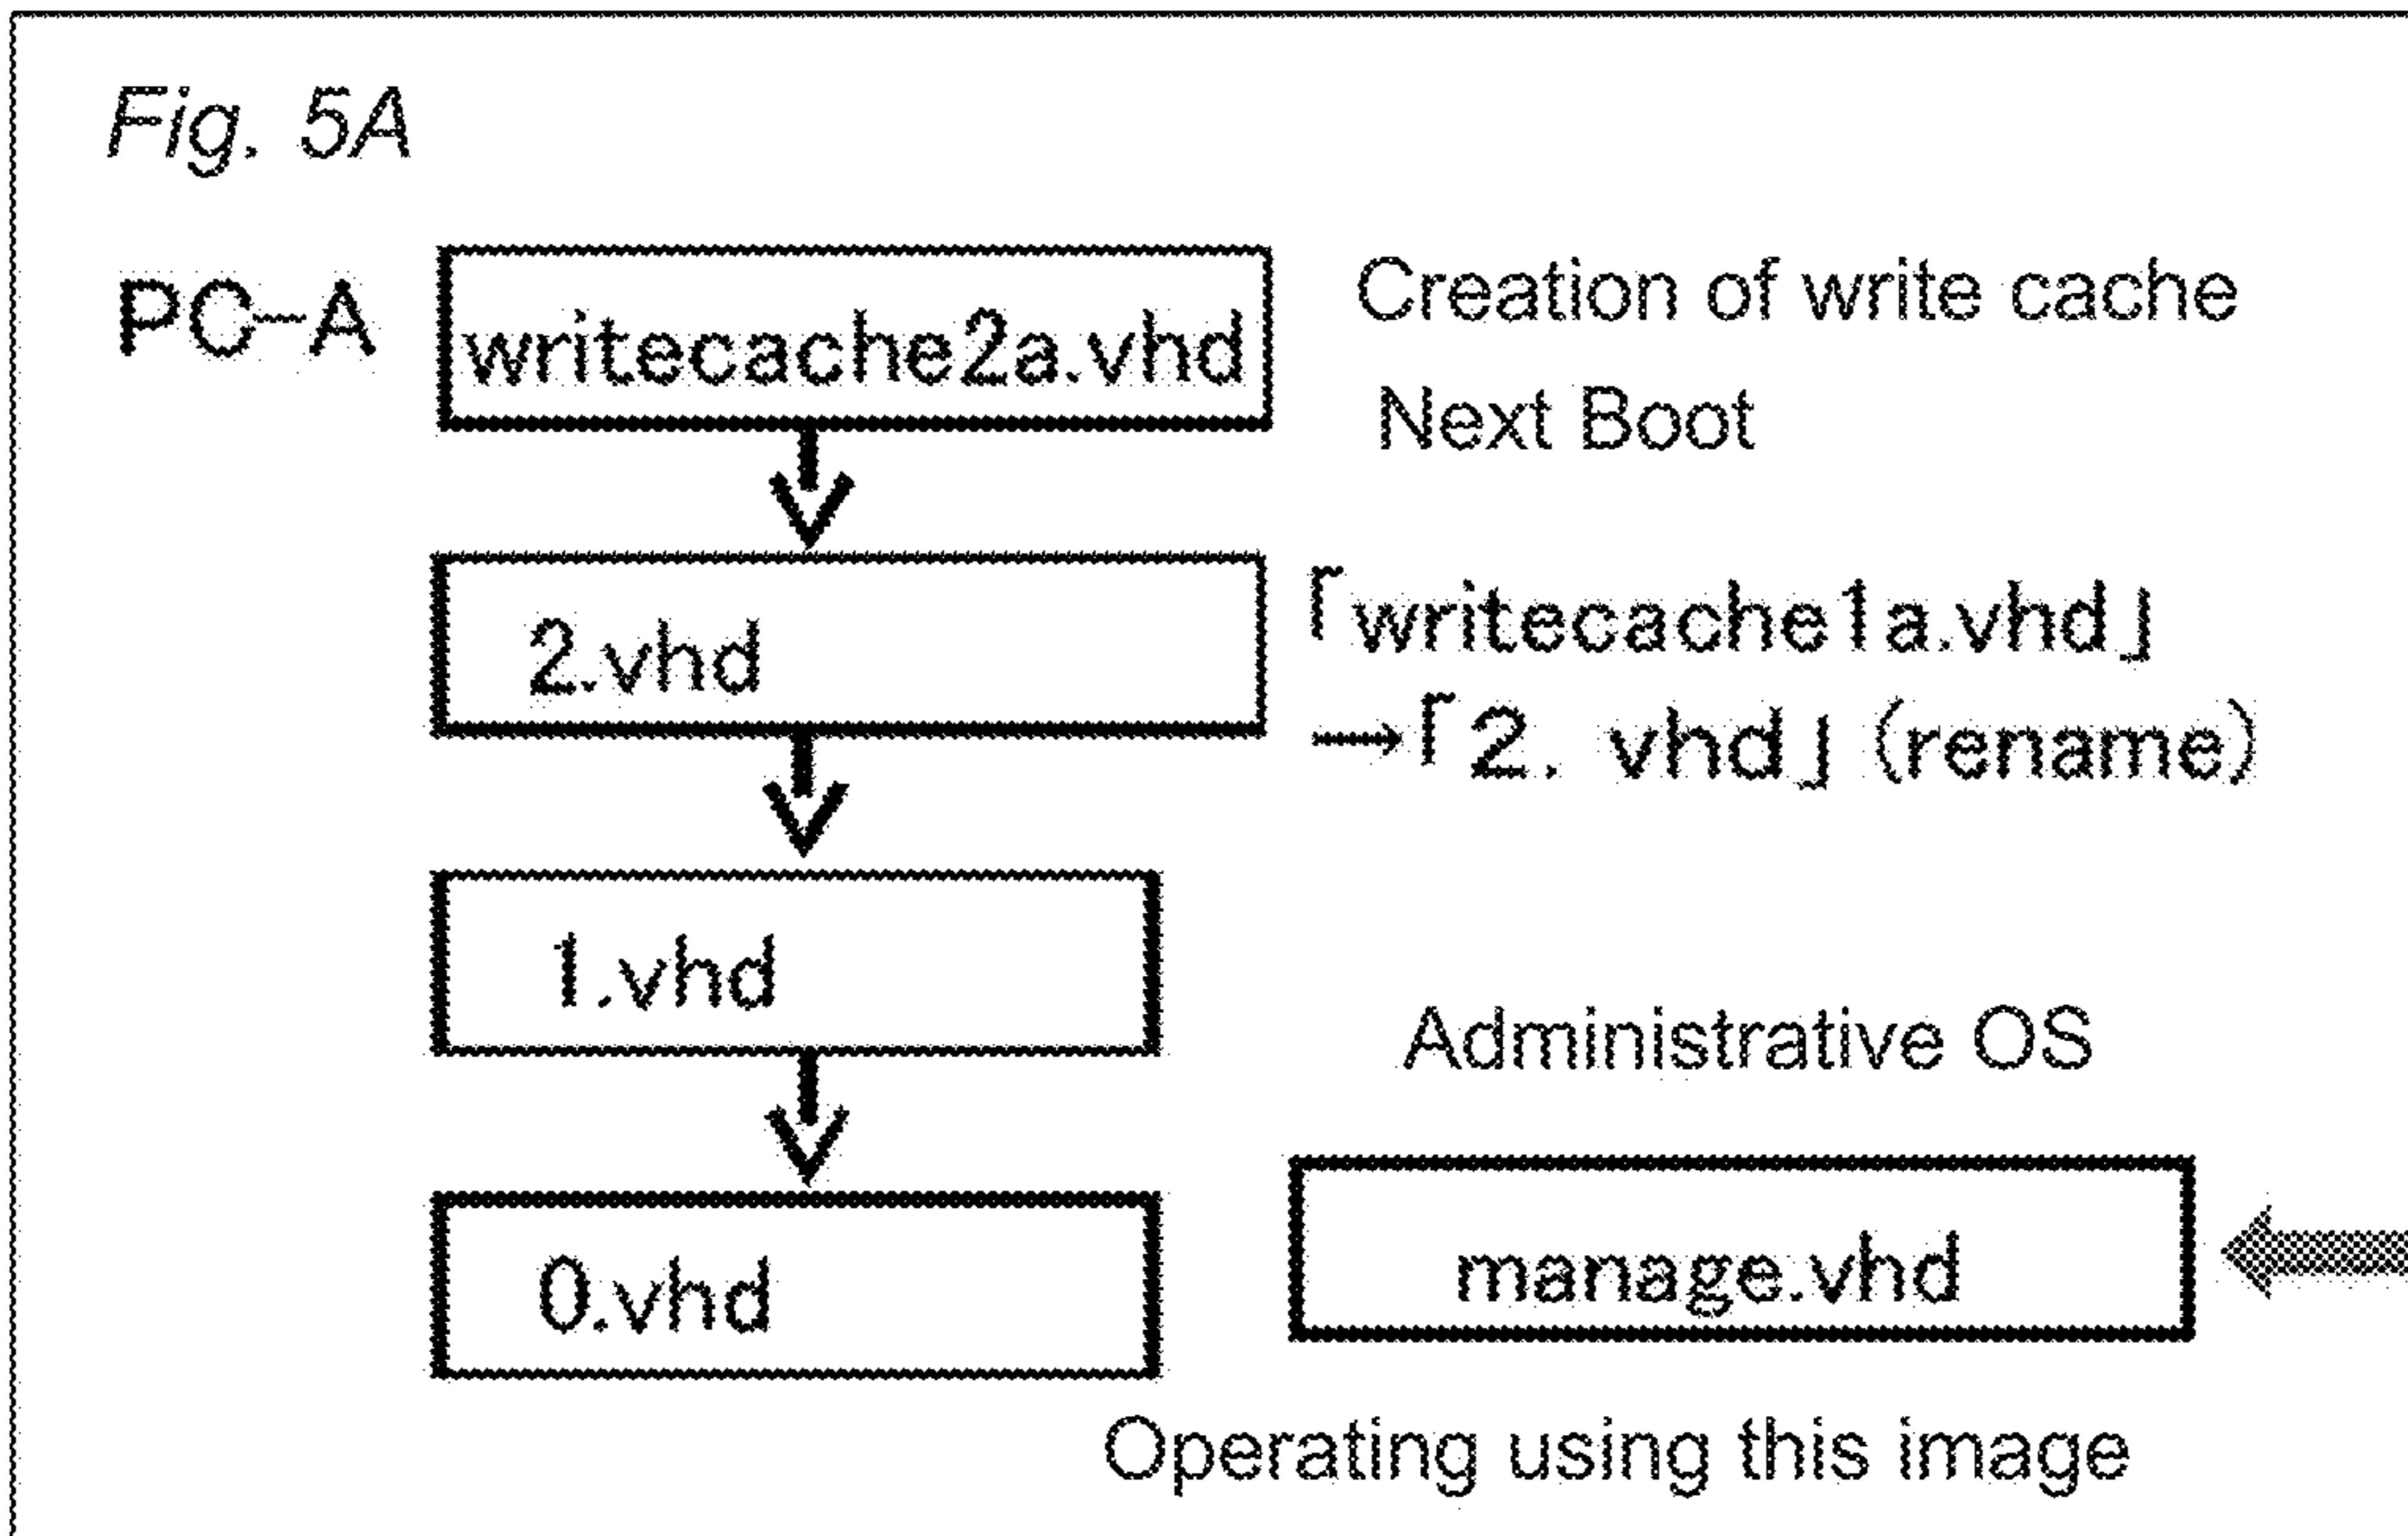 Fig. 5A
PC-A
writecache2a.vhd
Creation of write cache
Next Boot
2.vhd
「writecache1a.vhd」
→「2. vhd」(rename)
1.vhd
Administrative OS
0.vhd
manage.vhd
Operating using this image